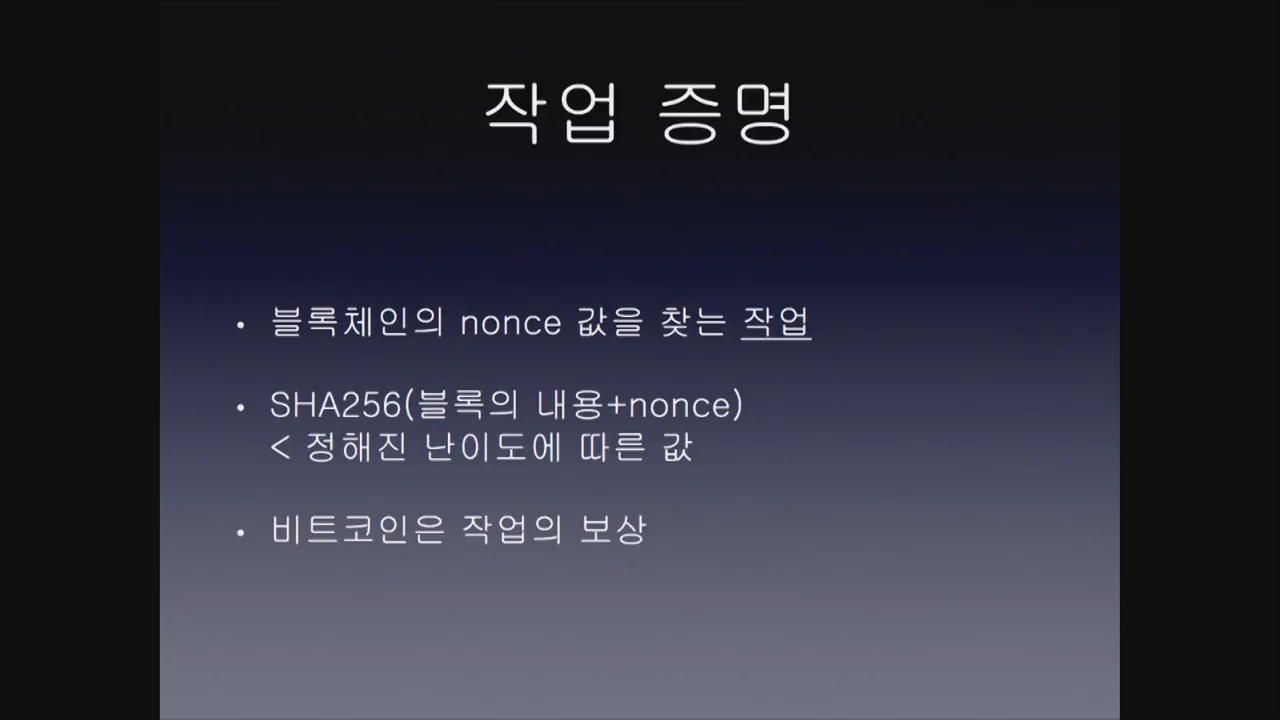 작업 증명
• 블록체인의 nonce 값을 찾는 작업
• SHA256(블록의 내용+nonce)
< 정해진 난이도에 따른 값
• 비트코인은 작업의 보상